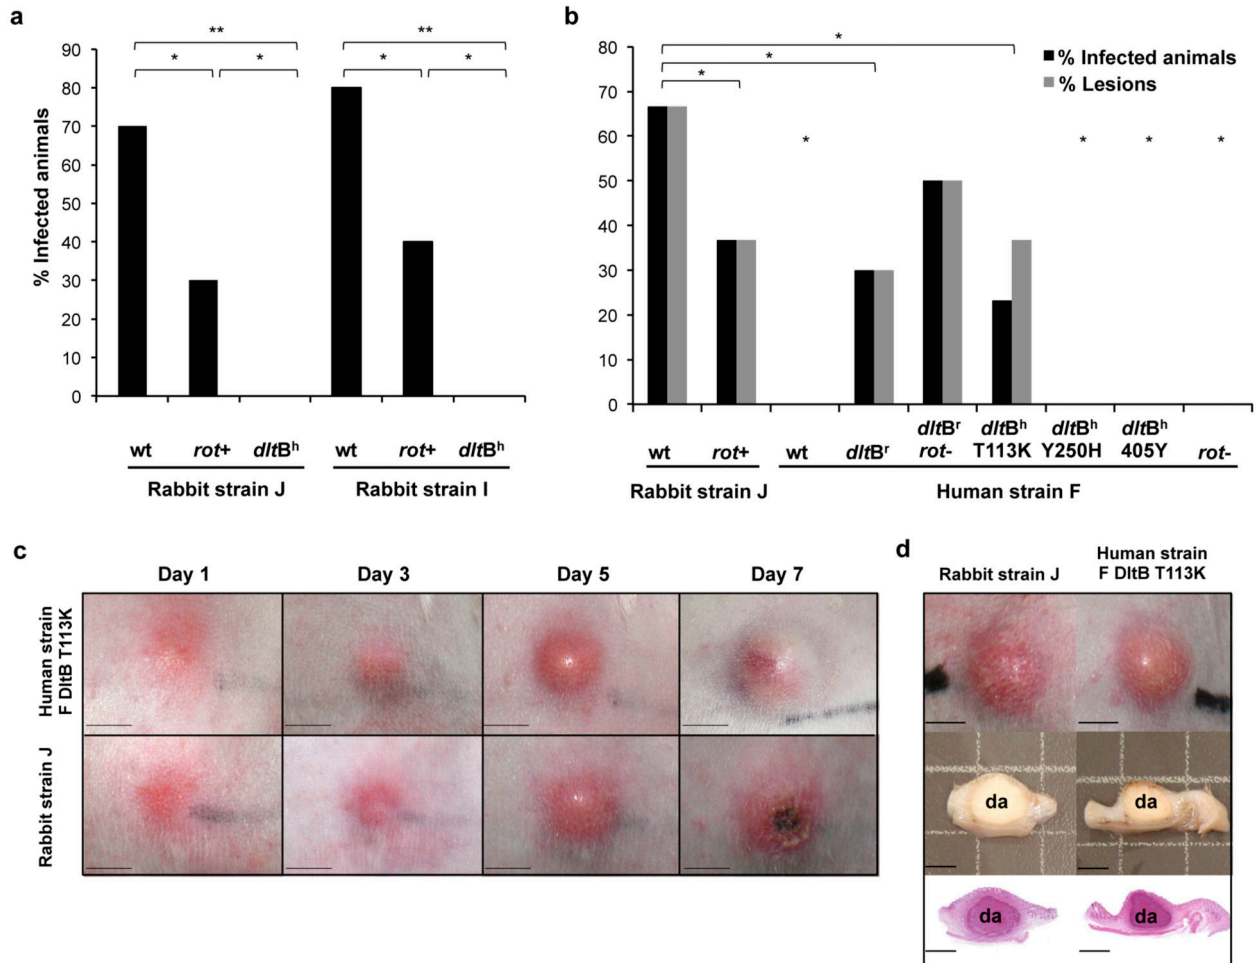 a
**
* *
**
* *
90
80
70
60
50
40
30
20
10
0
% Infected animals
wt rot+ dltBʰ wt rot+ dltBʰ
Rabbit strain J Rabbit strain I
b
80
70
60
50
40
30
20
10
0
*
*
*
* * * *
% Infected animals
% Lesions
wt rot+ wt dltBʳ dltBʳ rot- dltBʰ T113K dltBʰ Y250H dltBʰ 405Y rot-
Rabbit strain J Human strain F
c
Day 1 Day 3 Day 5 Day 7
Human strain
F DltB T113K
Rabbit strain J
d
Rabbit strain J
Human strain
F DltB T113K
da da
da da